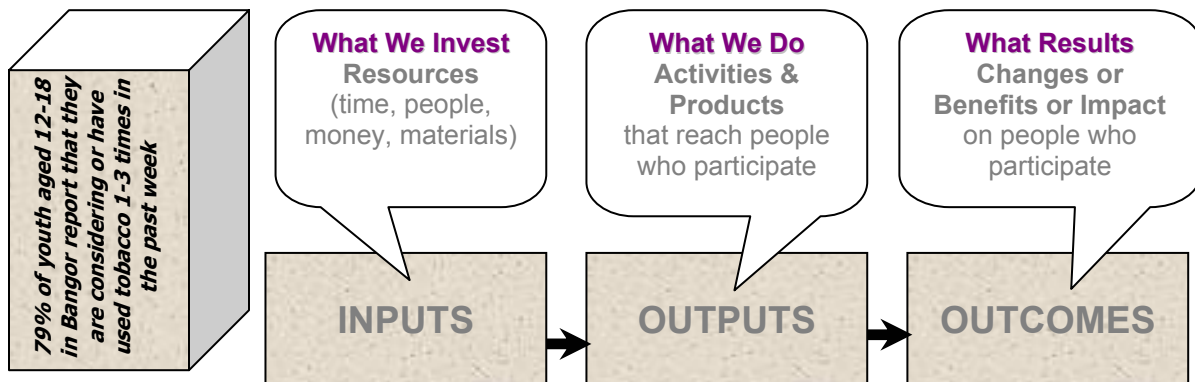 79% of youth aged 12-18
in Bangor report that they
are considering or have
used tobacco 1-3 times in
the past week
What We Invest
Resources
(time, people,
money, materials)
What We Do
Activities &
Products
that reach people
who participate
What Results
Changes or
Benefits or Impact
on people who
participate
INPUTS
OUTPUTS
OUTCOMES